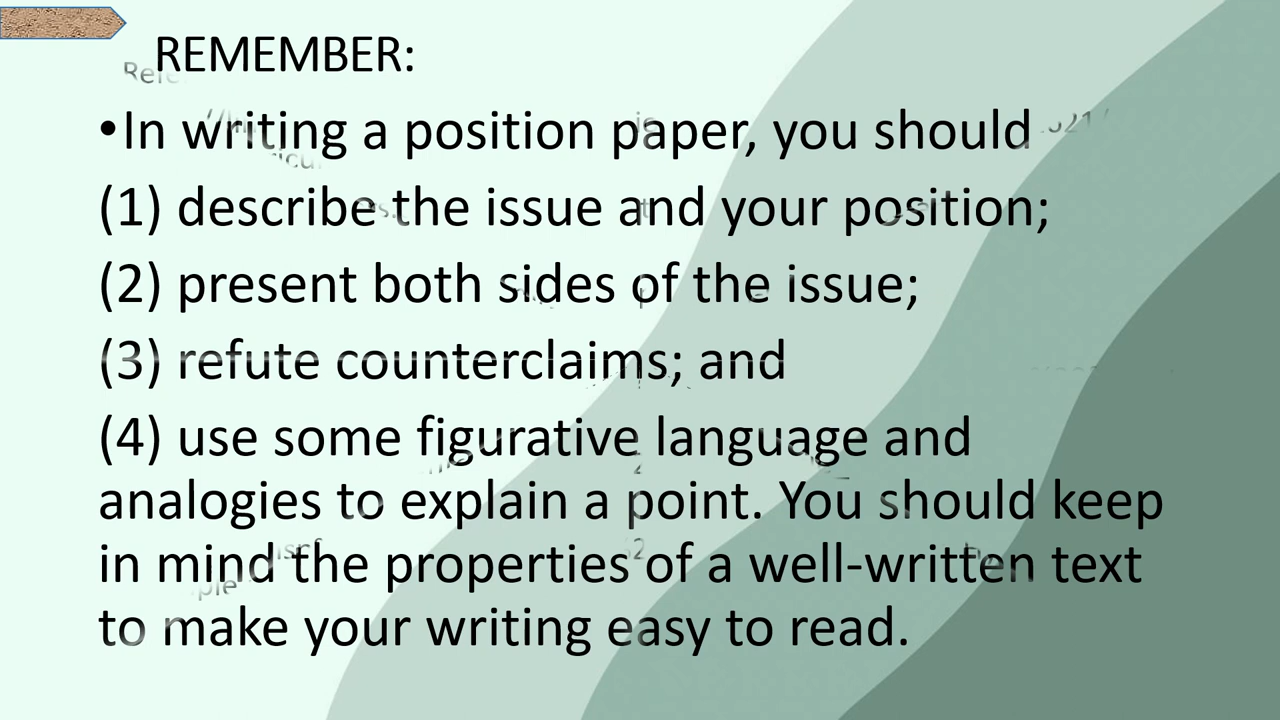 REMEMBER:
•In writing a position paper, you should
(1) describe the issue and your position;
(2) present both sides of the issue;
(3) refute counterclaims; and
(4) use some figurative language and
analogies to explain a point. You should keep
in mind the properties of a well-written text
to make your writing easy to read.